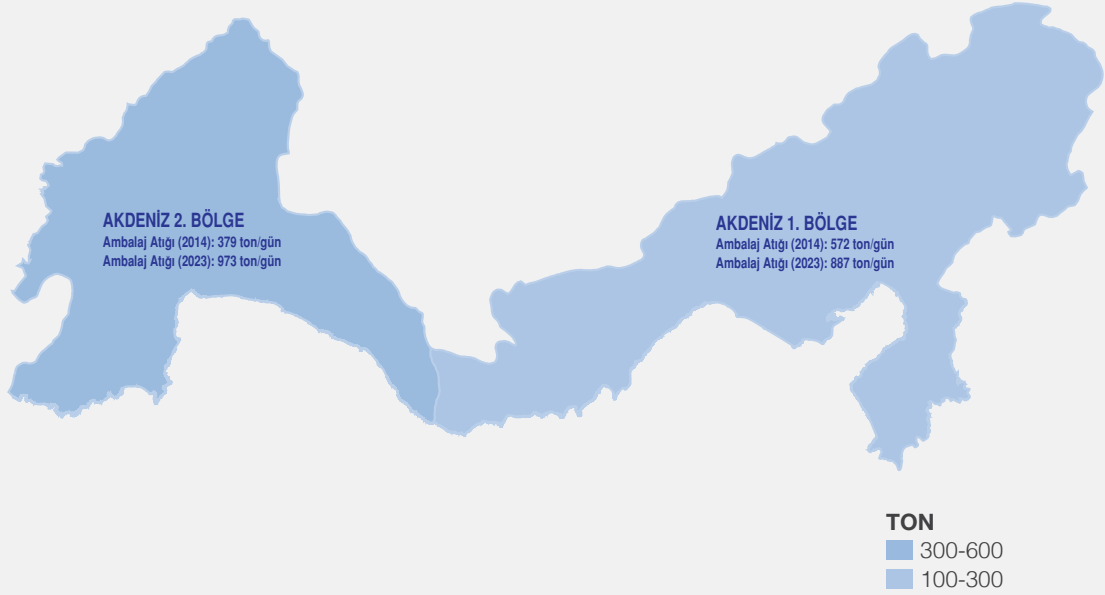 AKDENİZ 2. BÖLGE
Ambalaj Atığı (2014): 379 ton/gün
Ambalaj Atığı (2023): 973 ton/gün
AKDENİZ 1. BÖLGE
Ambalaj Atığı (2014): 572 ton/gün
Ambalaj Atığı (2023): 887 ton/gün
TON
300-600
100-300